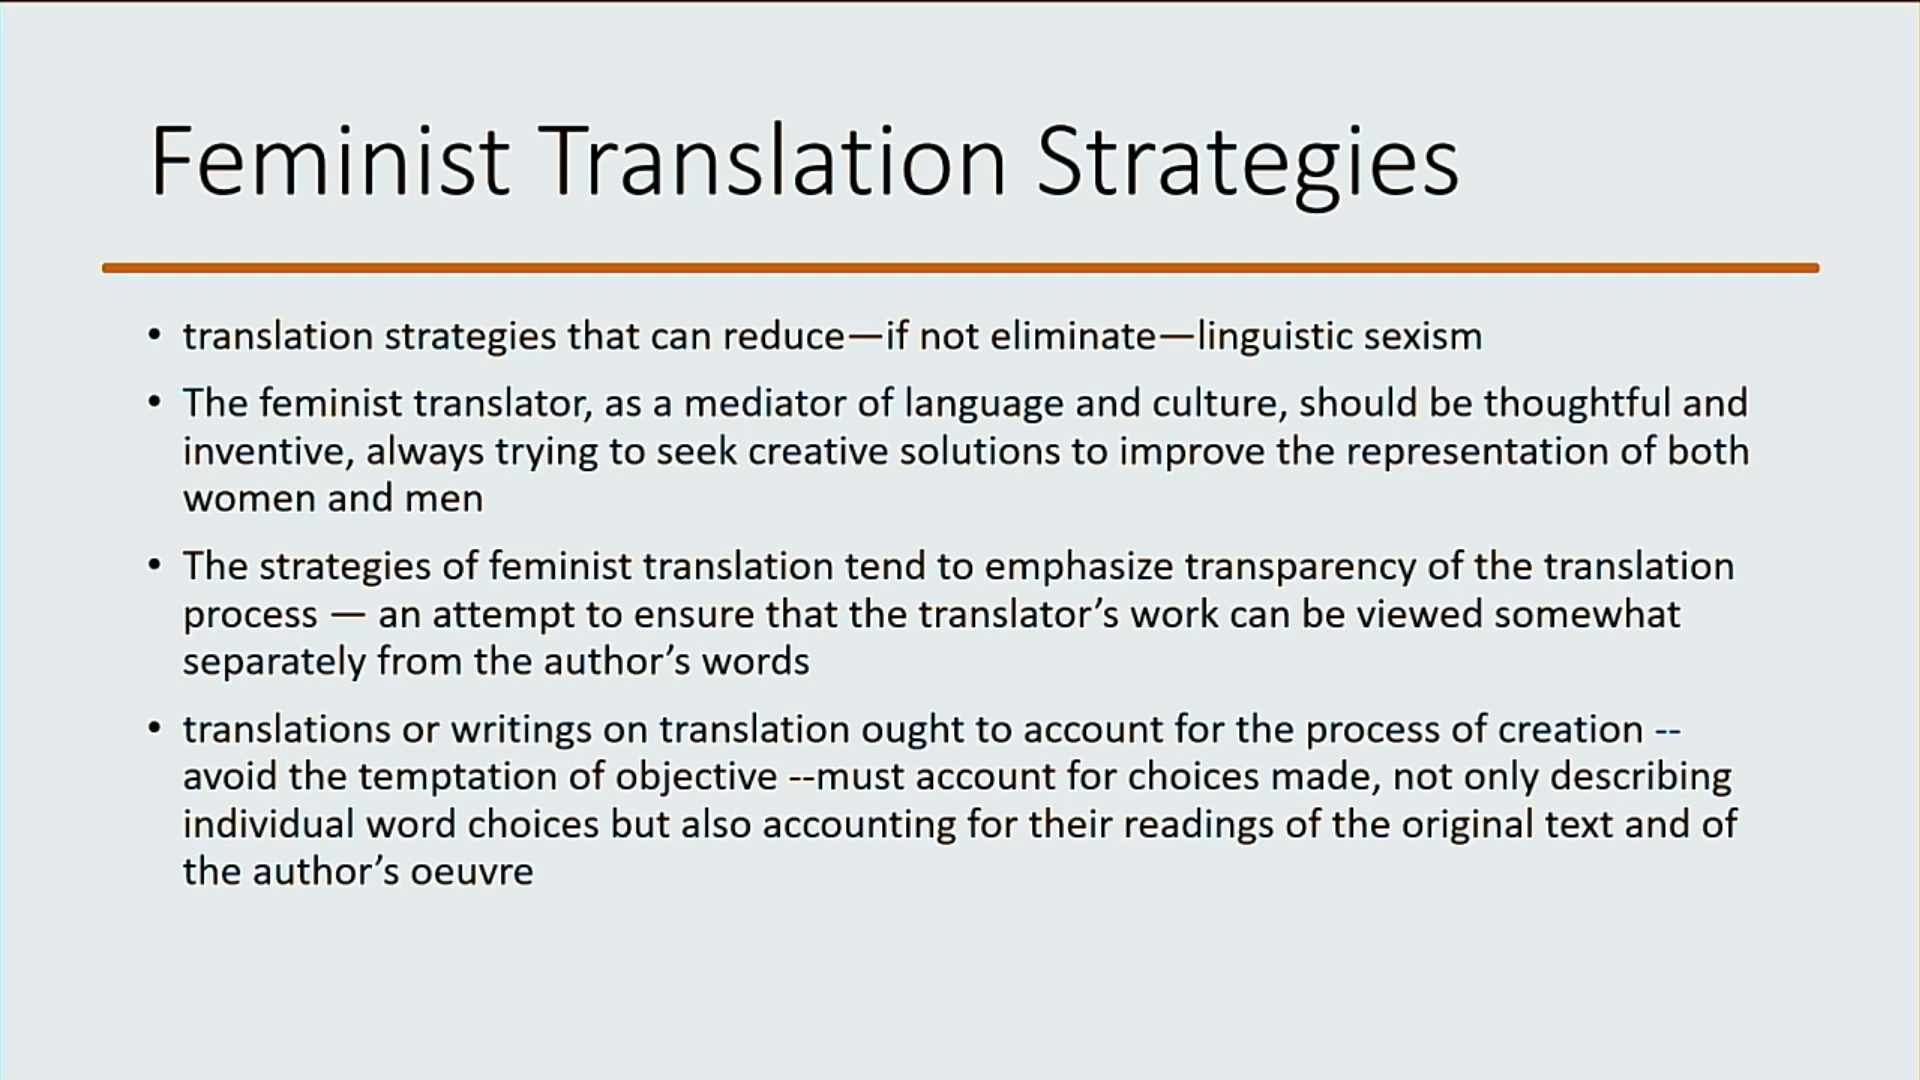 Feminist Translation Strategies
• translation strategies that can reduce—if not eliminate—linguistic sexism
• The feminist translator, as a mediator of language and culture, should be thoughtful and
inventive, always trying to seek creative solutions to improve the representation of both
women and men
• The strategies of feminist translation tend to emphasize transparency of the translation
process — an attempt to ensure that the translator’s work can be viewed somewhat
separately from the author’s words
• translations or writings on translation ought to account for the process of creation --
avoid the temptation of objective --must account for choices made, not only describing
individual word choices but also accounting for their readings of the original text and of
the author’s oeuvre